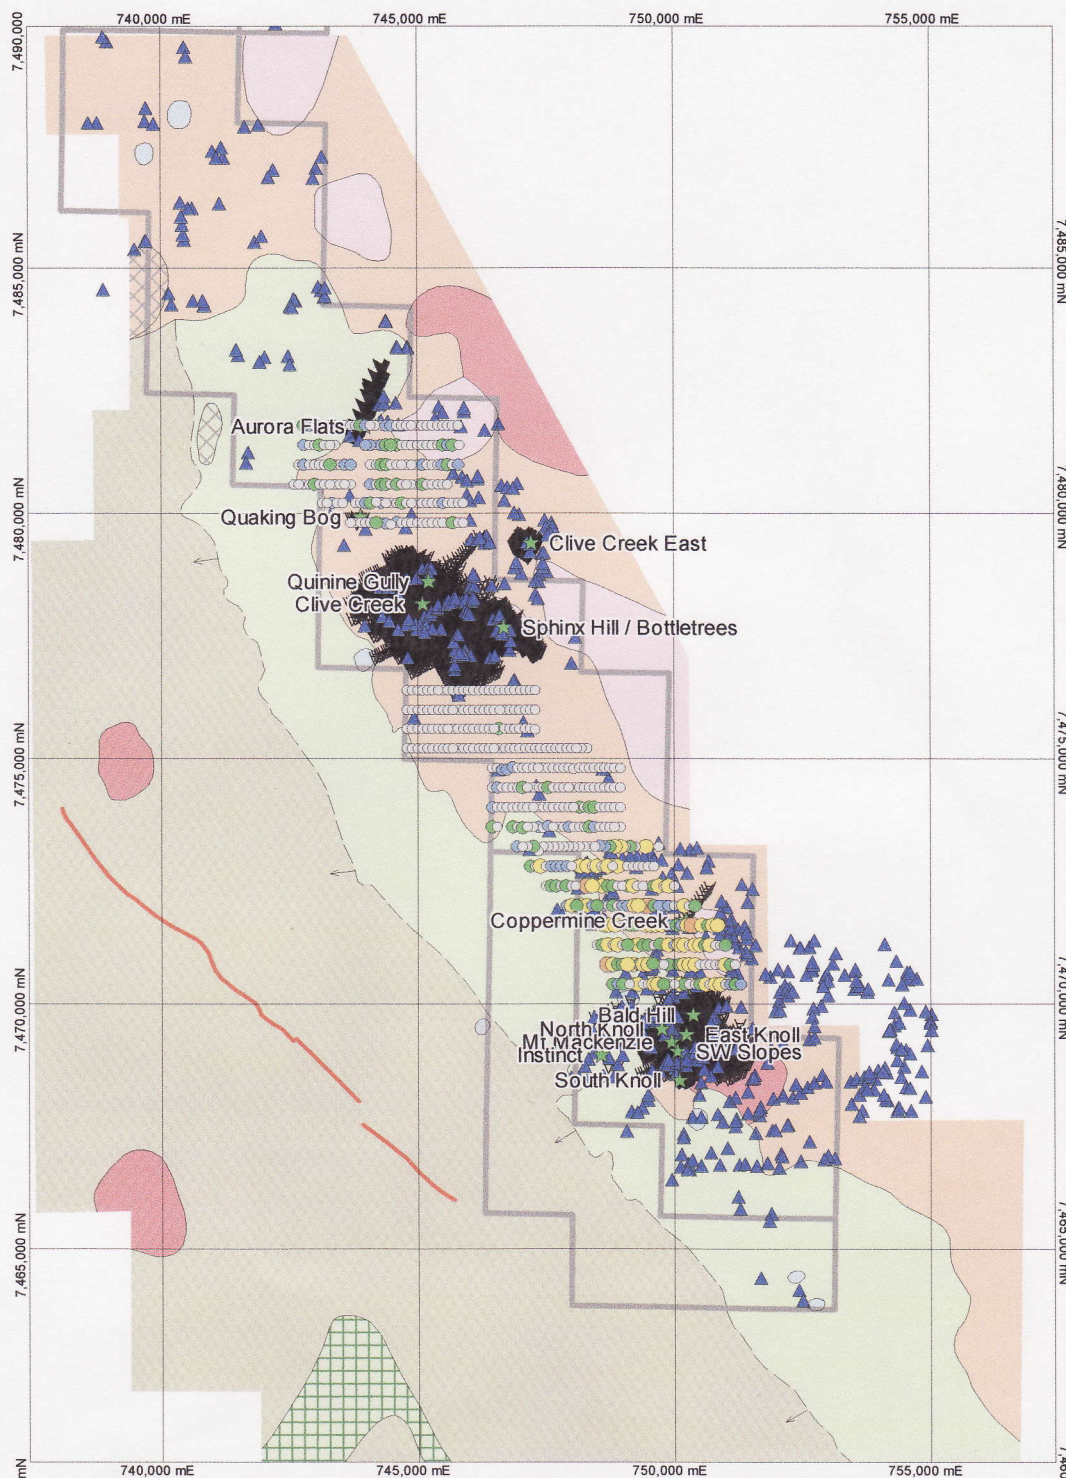 740,000 mE
745,000 mE
750,000 mE
755,000 mE
7,490,000
7,485,000 mN
7,485,000 mN
Aurora Flats
7,480,000 mN
7,480,000 mN
Quaking Bog
Clive Creek East
Quinine Gully
Clive Creek
Sphinx Hill / Bottletrees
7,475,000 mN
7,475,000 mN
Coppermine Creek
7,470,000 mN
7,470,000 mN
Bald Hill
North Knoll
East Knoll
Mt Mackenzie
Instinct
SW Slopes
South Knoll
7,465,000 mN
7,465,000 mN
mN
7,460
740,000 mE
745,000 mE
750,000 mE
755,000 mE